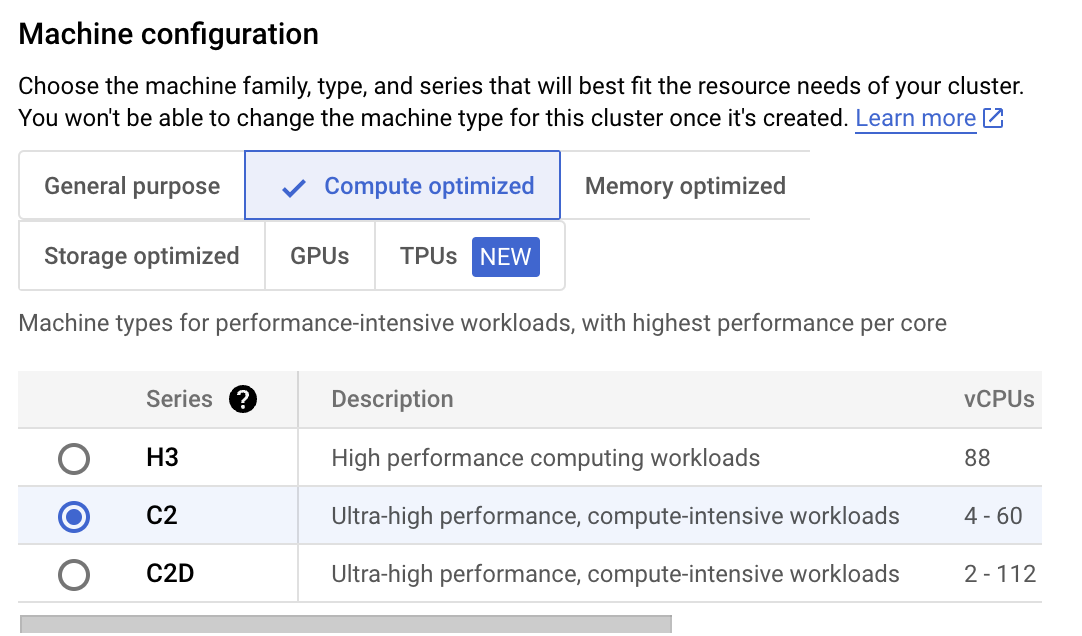 Machine configuration
Choose the machine family, type, and series that will best fit the resource needs of your cluster.
You won't be able to change the machine type for this cluster once it's created. Learn more
General purpose Compute optimized Memory optimized
Storage optimized GPUs TPUs NEW
Machine types for performance-intensive workloads, with highest performance per core
Series ? Description vCPUs
H3 High performance computing workloads 88
C2 Ultra-high performance, compute-intensive workloads 4 - 60
C2D Ultra-high performance, compute-intensive workloads 2 - 112